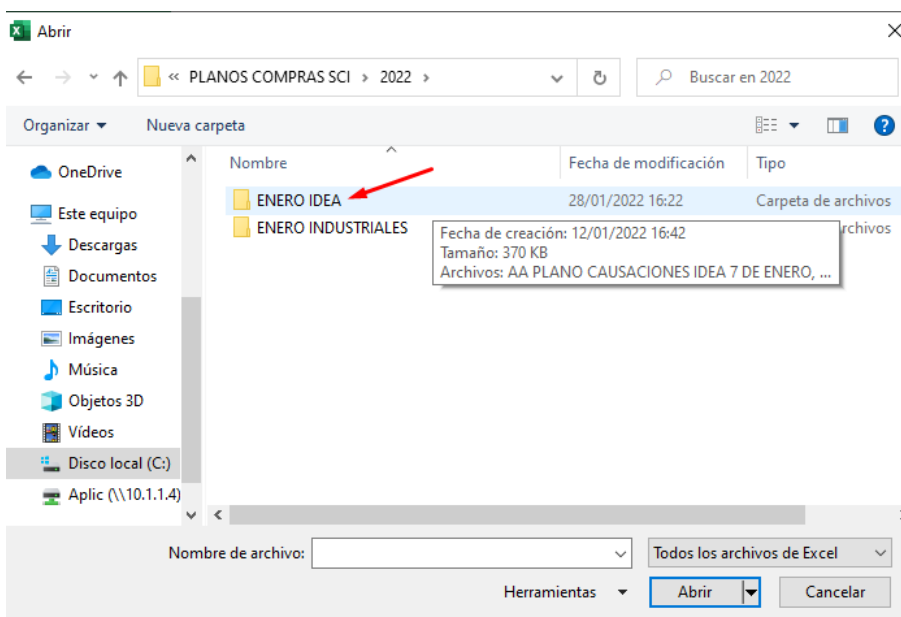 Abrir
« PLANOS COMPRAS SCI > 2022 >
Buscar en 2022
Organizar
Nueva carpeta
Nombre
Fecha de modificación
Tipo
OneDrive
Este equipo
Descargas
Documentos
Escritorio
Imágenes
Música
Objetos 3D
Vídeos
Disco local (C:)
Aplic (\\10.1.1.4)
ENERO IDEA
28/01/2022 16:22
Carpeta de archivos
ENERO INDUSTRIALES
rchivos
Fecha de creación: 12/01/2022 16:42
Tamaño: 370 KB
Archivos: AA PLANO CAUSACIONES IDEA 7 DE ENERO, ...
Nombre de archivo:
Todos los archivos de Excel
Herramientas
Abrir
Cancelar